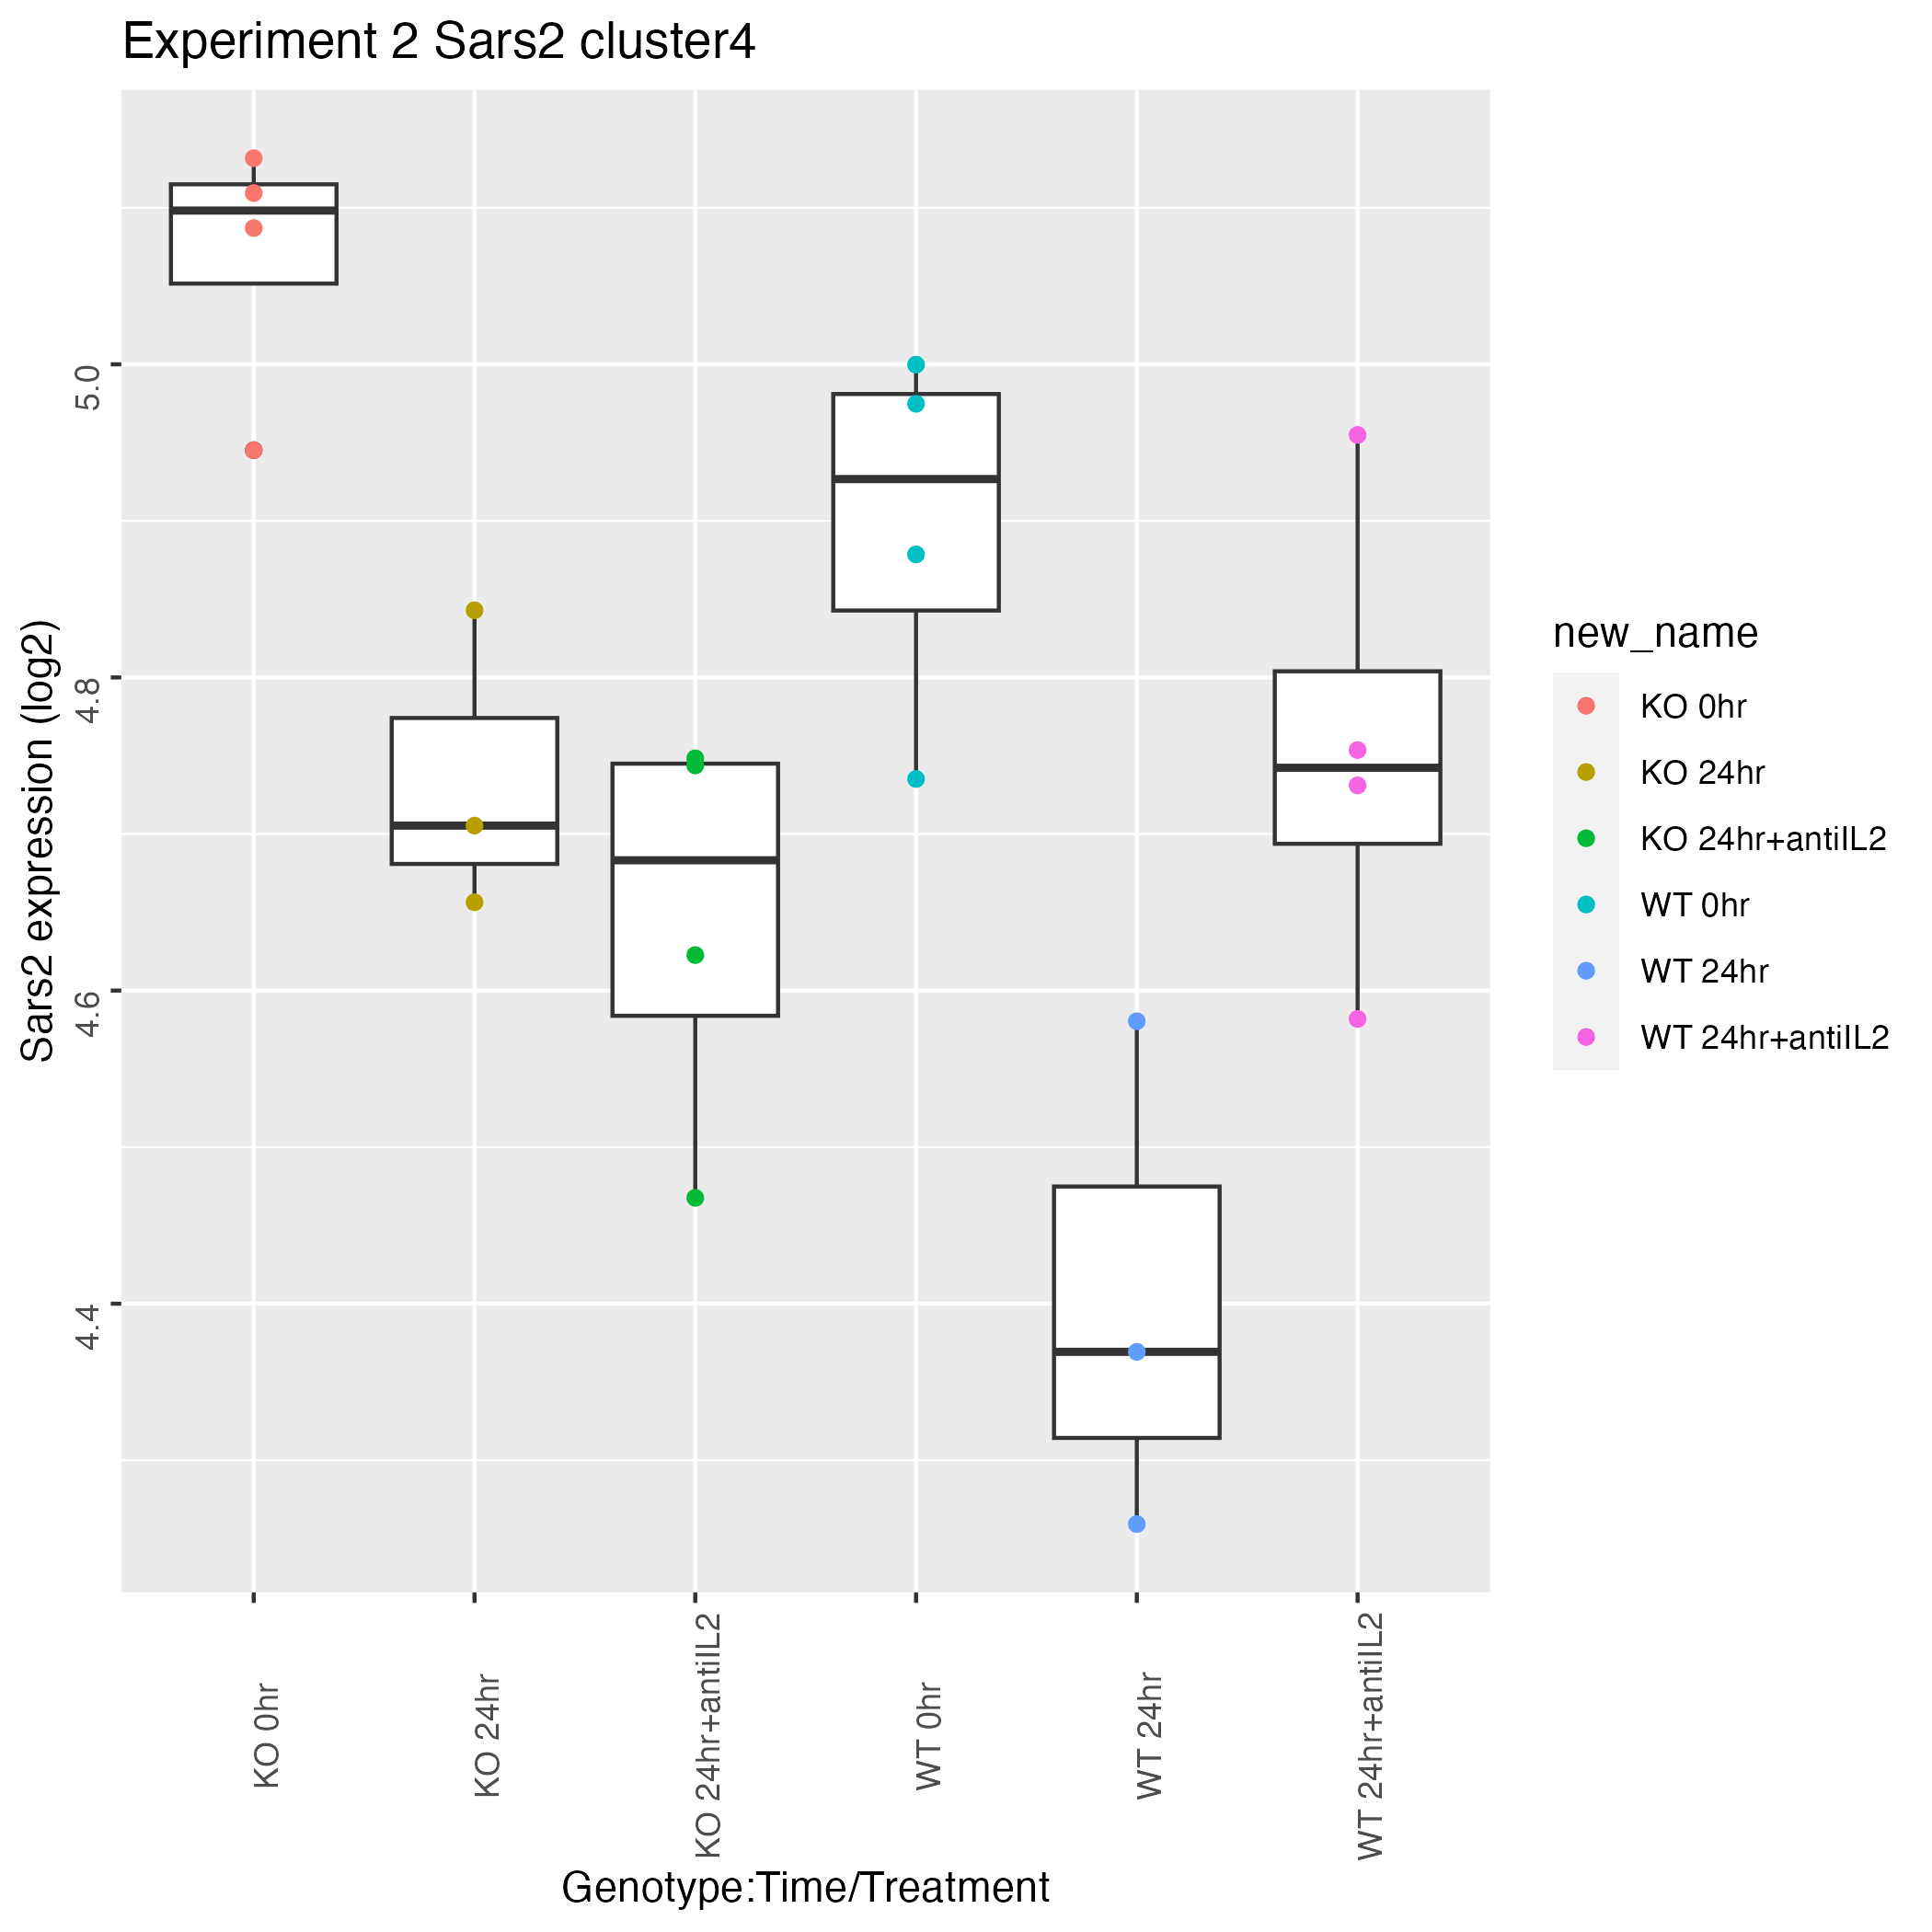 Experiment 2 Sars2 cluster4
Sars2 expression (log2)
5.0
4.8
4.6
4.4
KO 0hr
KO 24hr
KO 24hr+antiIL2
WT 0hr
WT 24hr
WT 24hr+antiIL2
Genotype:Time/Treatment
new_name
KO 0hr
KO 24hr
KO 24hr+antiIL2
WT 0hr
WT 24hr
WT 24hr+antiIL2